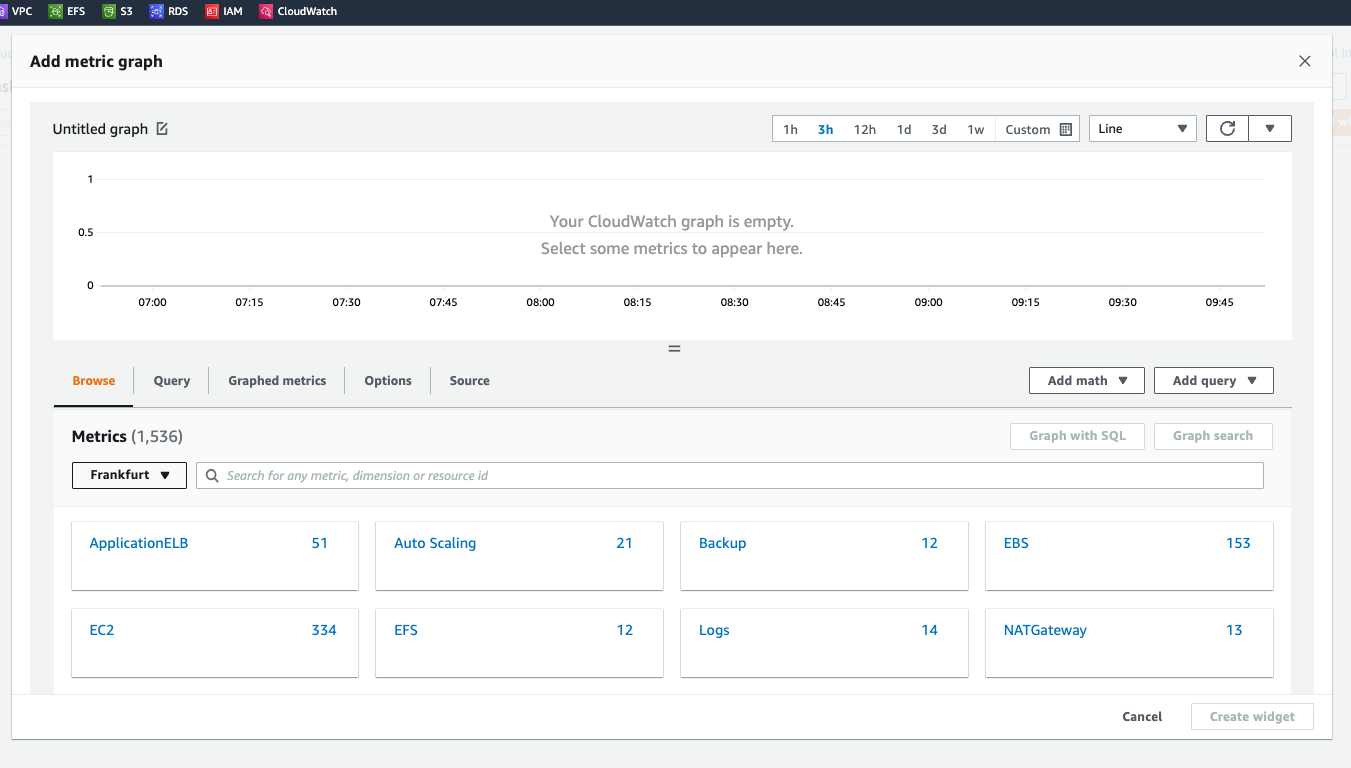 VPC EFS S3 RDS IAM CloudWatch
Add metric graph
Untitled graph
1h 3h 12h 1d 3d 1w Custom Line
1
0.5
0
Your CloudWatch graph is empty.
Select some metrics to appear here.
07:00 07:15 07:30 07:45 08:00 08:15 08:30 08:45 09:00 09:15 09:30 09:45
Browse Query Graphed metrics Options Source Add math Add query
Metrics (1,536) Graph with SQL Graph search
Frankfurt Search for any metric, dimension or resource id
ApplicationELB 51 Auto Scaling 21 Backup 12 EBS 153
EC2 334 EFS 12 Logs 14 NATGateway 13
Cancel Create widget